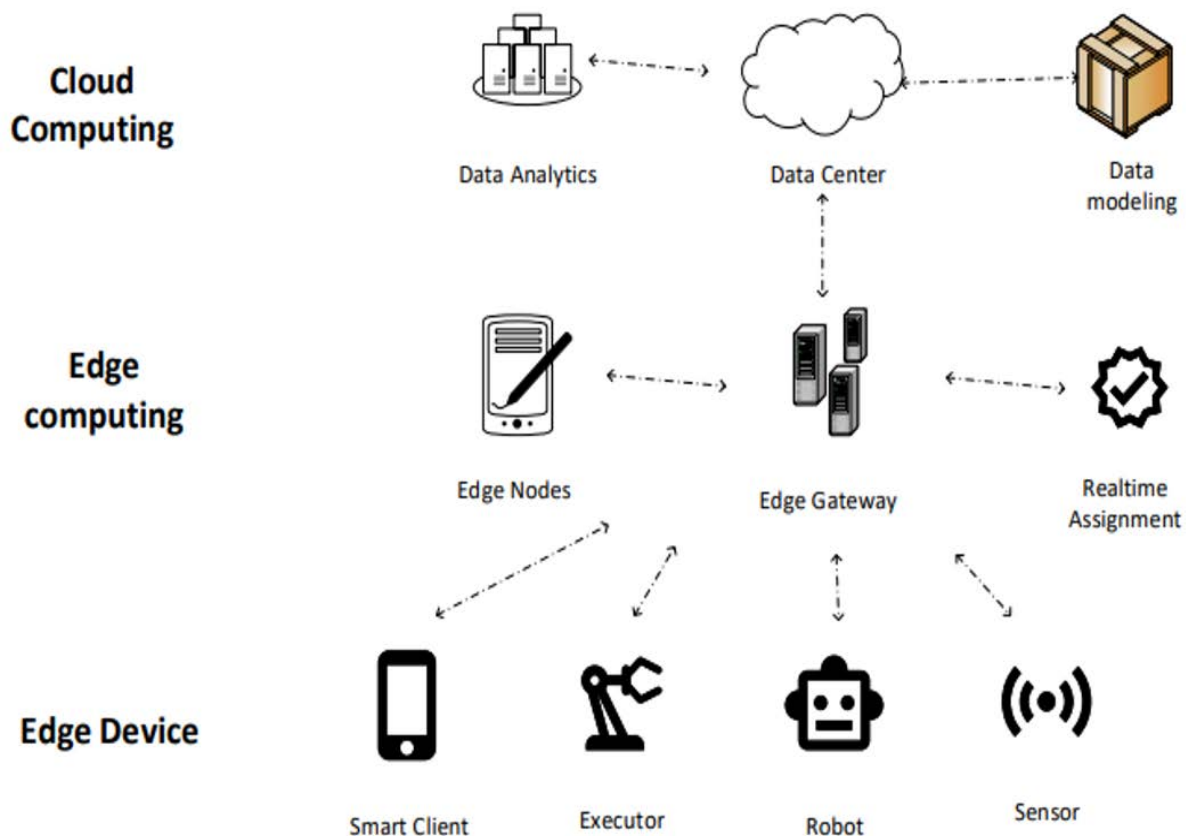 Cloud
Computing
Data Analytics
Data Center
Data
modeling
Edge
computing
Edge Nodes
Edge Gateway
Realtime
Assignment
Edge Device
Smart Client
Executor
Robot
Sensor